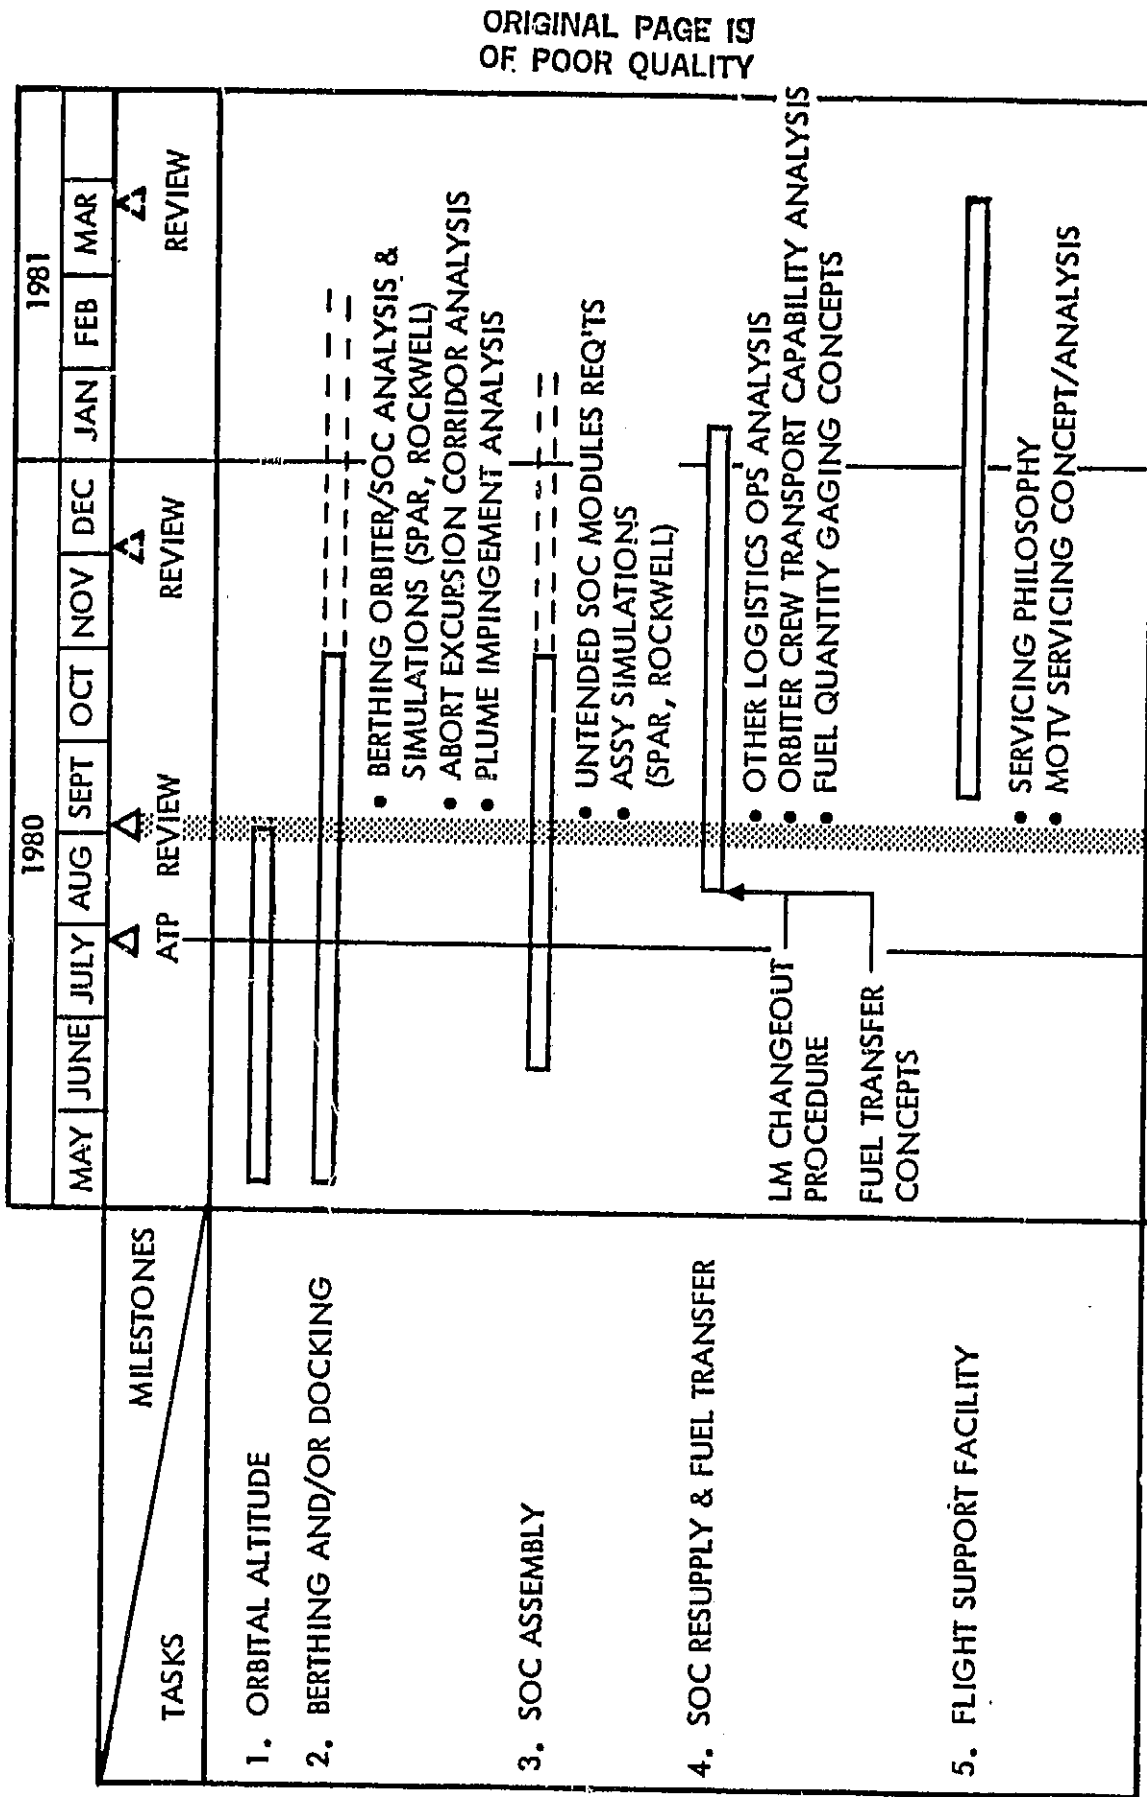 ORIGINAL PAGE IS
OF POOR QUALITY
1980
1981
MAY JUNE JULY AUG SEPT OCT NOV DEC JAN FEB MAR
MILESTONES
TASKS
ATP
REVIEW
REVIEW
REVIEW
1. ORBITAL ALTITUDE
2. BERTHING AND/OR DOCKING
• BERTHING ORBITER/SOC ANALYSIS &
SIMULATIONS (SPAR, ROCKWELL)
• ABORT EXCURSION CORRIDOR ANALYSIS
• PLUME IMPINGEMENT ANALYSIS
3. SOC ASSEMBLY
• UNTENDED SOC MODULES REQ'TS
• ASSY SIMULATIONS
(SPAR, ROCKWELL)
4. SOC RESUPPLY & FUEL TRANSFER
LM CHANGEOUT
PROCEDURE
FUEL TRANSFER
CONCEPTS
• OTHER LOGISTICS OPS ANALYSIS
• ORBITER CREW TRANSPORT CAPABILITY ANALYSIS
• FUEL QUANTITY GAGING CONCEPTS
5. FLIGHT SUPPORT FACILITY
• SERVICING PHILOSOPHY
• MOTV SERVICING CONCEPT/ANALYSIS